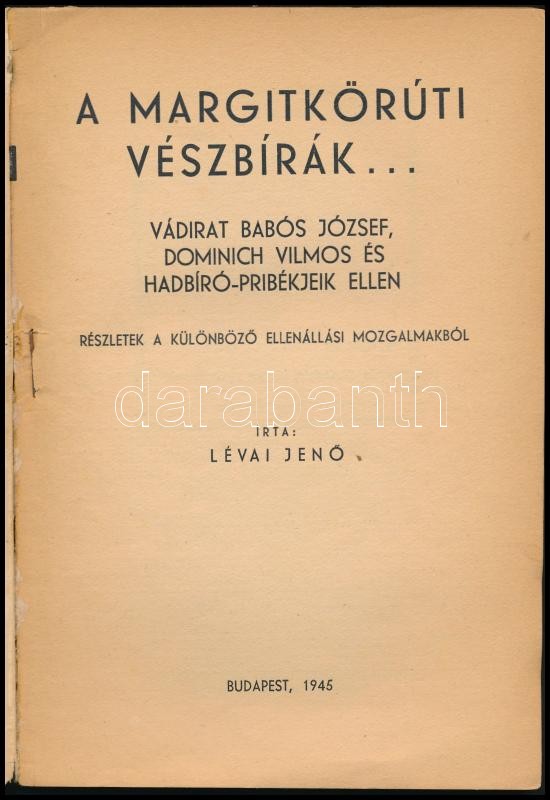 A MARGITKÖRÚTI
VÉSZBÍRÁK...
VÁDIRAT BABÓS JÓZSEF,
DOMINICH VILMOS ÉS
HADBÍRÓ-PRIBÉKJEIK ELLEN
RÉSZLETEK A KÜLÖNBÖZŐ ELLENÁLLÁSI MOZGALMAKBÓL
darabanth
IRTA:
LÉVAI JENŐ
BUDAPEST, 1945